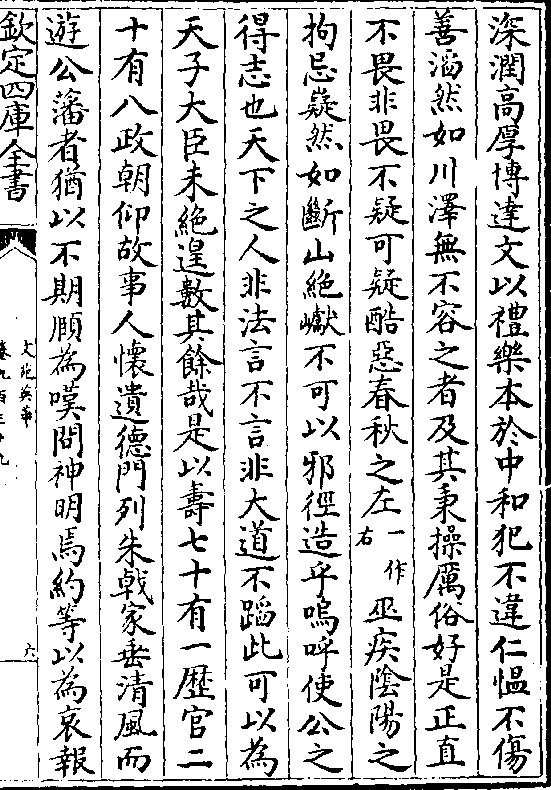 深潤高厚博達文以禮樂本於中和犯不違仁愠不傷
善滔然如川澤無不容之者及其秉操厲俗好是正直
不畏非畏不疑可疑酷惡春秋之左一作右巫疾陰陽之
拘忌嶷然如斷山絶巘不可以邪徑造乎嗚呼使公之
得志也天下之人非法言不言非大道不蹈此可以為
天子大臣未絶遑數其餘哉是以壽七十有一歴官二
十有八政朝仰故事人懷遺德門列朱戟家垂清風而
遊公藩者猶以不期頤為嘆問神明焉約等以為哀報
欽定四庫全書
文苑英華
卷九百三十九
六